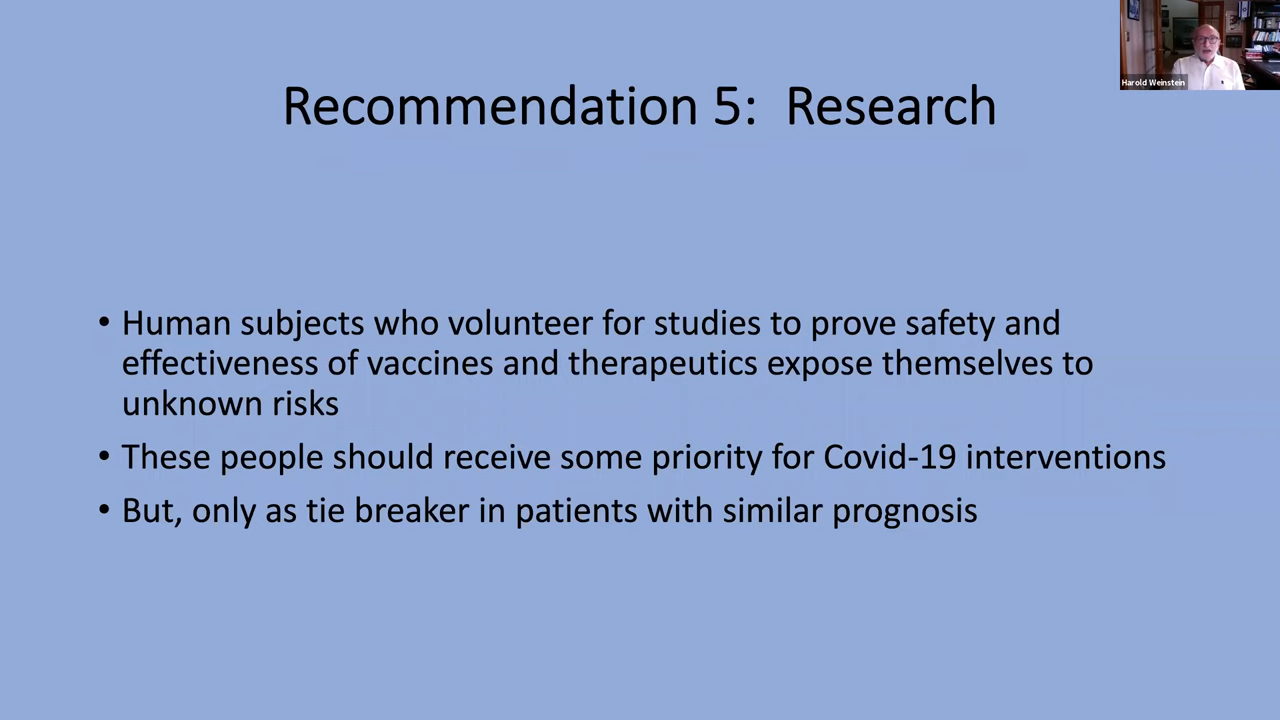 Harold Weinstein
Recommendation 5:  Research
• Human subjects who volunteer for studies to prove safety and
effectiveness of vaccines and therapeutics expose themselves to
unknown risks
• These people should receive some priority for Covid-19 interventions
• But, only as tie breaker in patients with similar prognosis